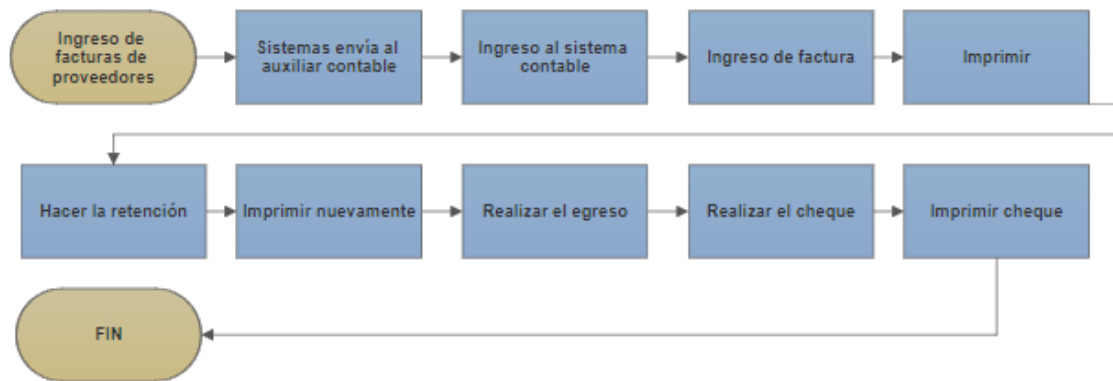 Ingreso de
facturas de
proveedores
Sistemas envía al
auxiliar contable
Ingreso al sistema
contable
Ingreso de factura
Imprimir
Hacer la retención
Imprimir nuevamente
Realizar el egreso
Realizar el cheque
Imprimir cheque
FIN